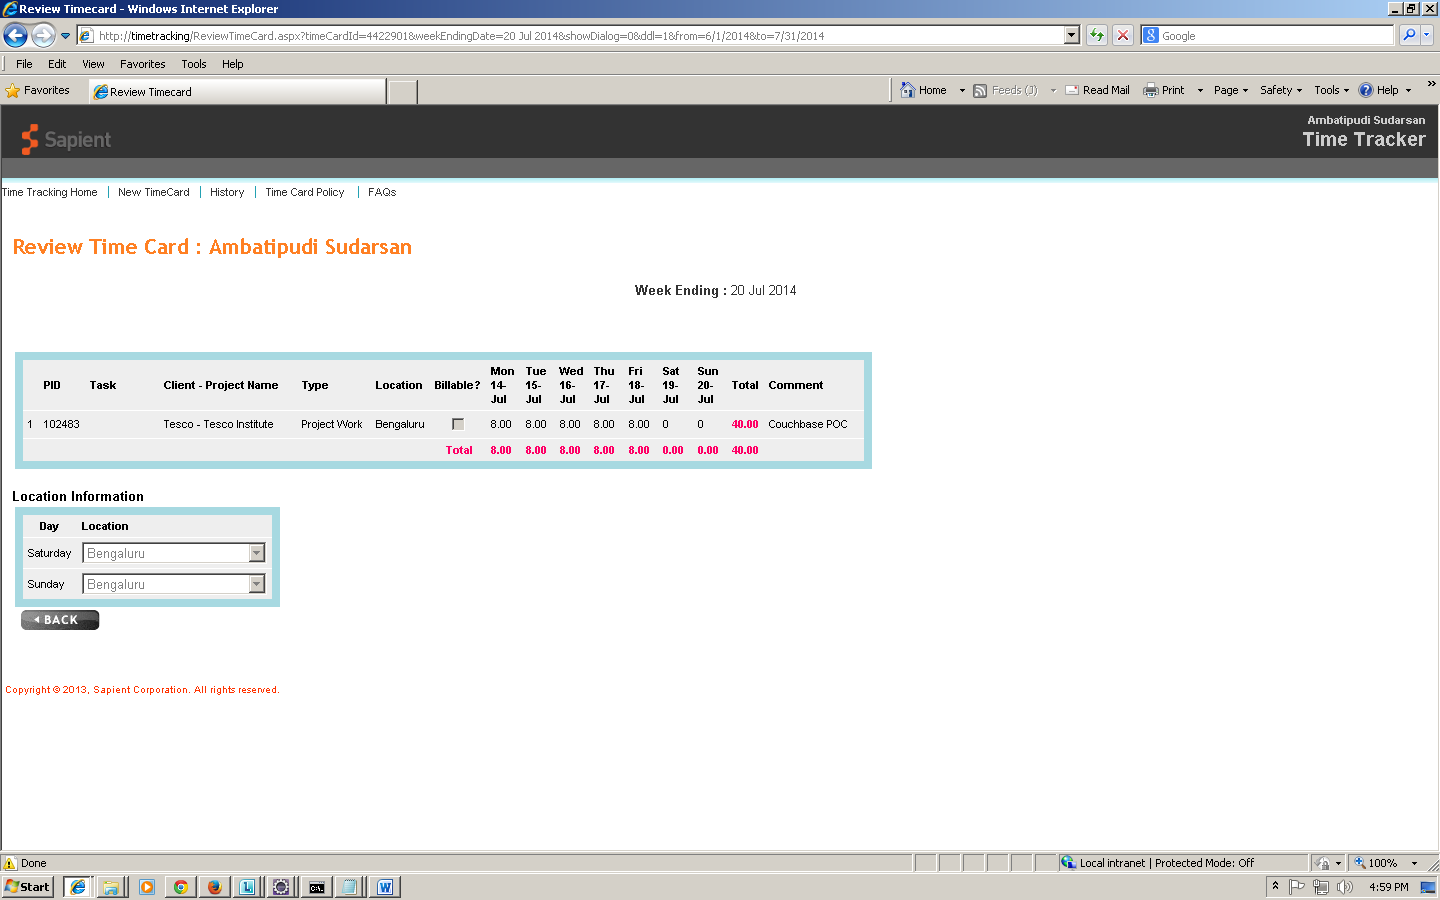 Review Timecard - Windows Internet Explorer
http://timetracking/ReviewTimeCard.aspx?timeCardId=4422901&weekEndingDate=20 Jul 2014&showDialog=0&ddl=1&from=6/1/2014&to=7/31/2014
Google
File Edit View Favorites Tools Help
Favorites Review Timecard Home Feeds (J) Read Mail Print Page Safety Tools Help »
Sapient
Ambatipudi Sudarsan
Time Tracker
Time Tracking Home | New TimeCard | History | Time Card Policy | FAQs
Review Time Card : Ambatipudi Sudarsan
Week Ending : 20 Jul 2014
PID Task Client - Project Name Type Location Billable? Mon 14-Jul Tue 15-Jul Wed 16-Jul Thu 17-Jul Fri 18-Jul Sat 19-Jul Sun 20-Jul Total Comment
1 102483 Tesco - Tesco Institute Project Work Bengaluru 8.00 8.00 8.00 8.00 8.00 0 0 40.00 Couchbase POC
Total 8.00 8.00 8.00 8.00 8.00 0.00 0.00 40.00
Location Information
Day Location
Saturday Bengaluru
Sunday Bengaluru
BACK
Copyright © 2013, Sapient Corporation. All rights reserved.
Done Local intranet | Protected Mode: Off 100%
Start 4:59 PM